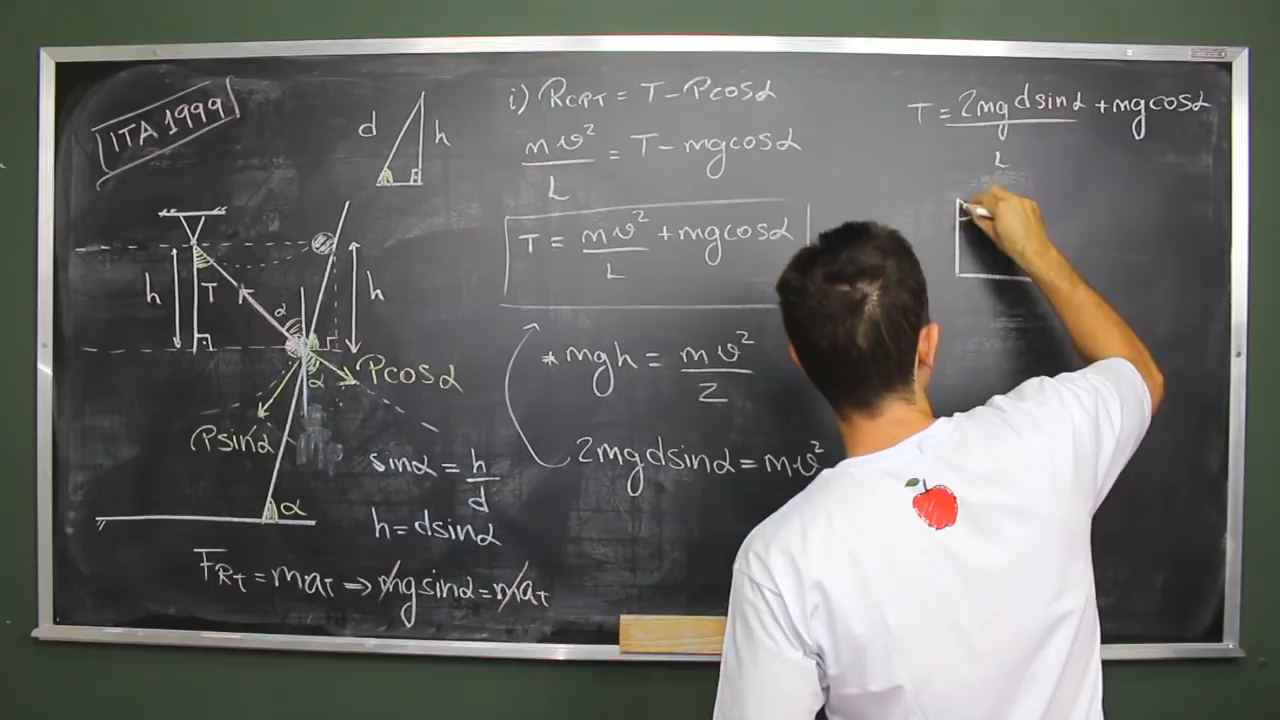 ITA 1999
d
h
h
T
α
h
α
Pcosα
Psinα
α
sinα = h/d
h = dsinα
F_RT = ma_T ⇒ mgsinα = ma_T
i) R_CPT = T - Pcosα
mv²/L = T - mgcosα
T = mv²/L + mgcosα
* mgh = mv²/2
2mgdsinα = mv²
T = 2mgdsinα/L + mgcosα